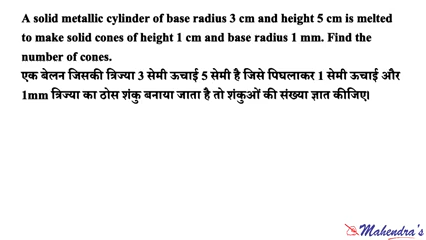 A solid metallic cylinder of base radius 3 cm and height 5 cm is melted
to make solid cones of height 1 cm and base radius 1 mm. Find the
number of cones.
एक बेलन जिसकी त्रिज्या 3 सेमी ऊचाई 5 सेमी है जिसे पिघलाकर 1 सेमी ऊचाई और
1mm त्रिज्या का ठोस शंकु बनाया जाता है तो शंकुओं की संख्या ज्ञात कीजिए।
Mahendra's